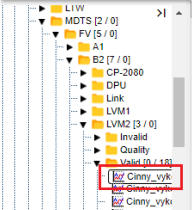 LTW
MDTS [2 / 0]
FV [5 / 0]
A1
B2 [7 / 0]
CP-2080
DPU
Link
LVM1
LVM2 [3 / 0]
Invalid
Quality
Valid [0 / 18]
Cinny_vyk
Cinny_vyk
Cinny_vyk